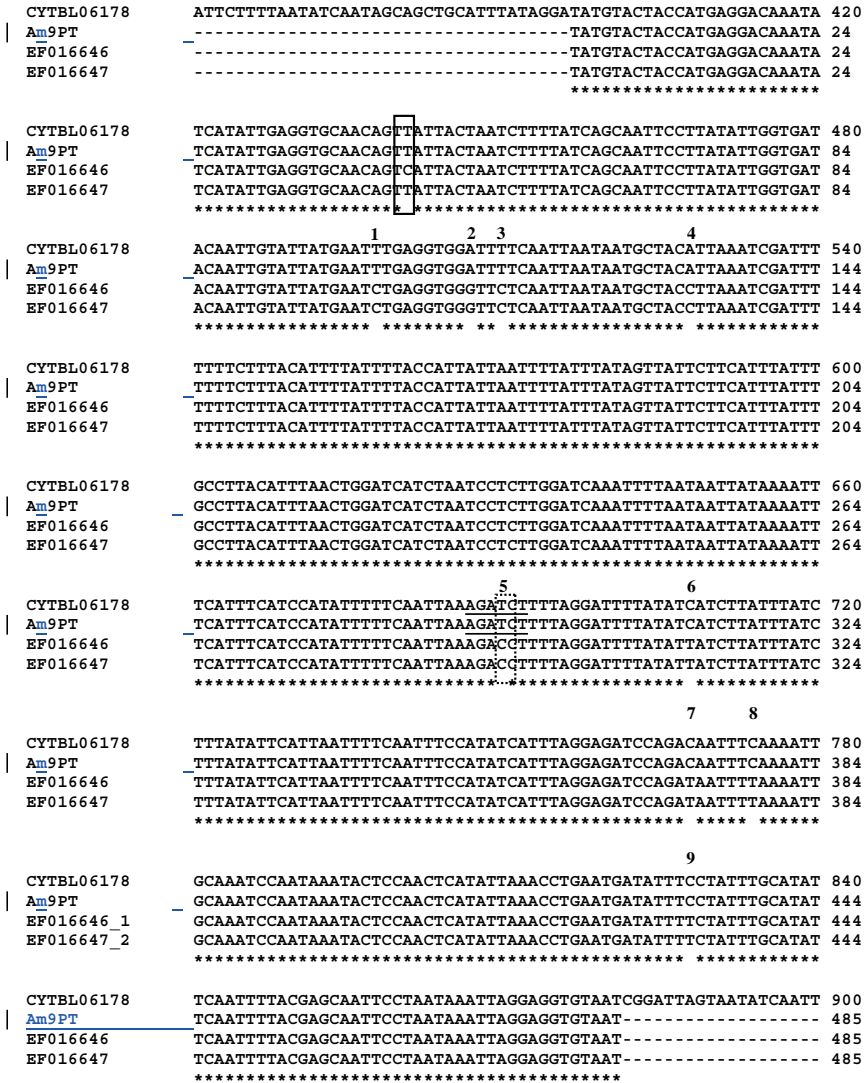 CYTBL06178 ATTCTTTTAATATCAATAGCAGCTGCATTTATAGGATATGTACTACCATGAGGACAAATA 420
Am9PT ------------------------------------TATGTACTACCATGAGGACAAATA 24
EF016646 ------------------------------------TATGTACTACCATGAGGACAAATA 24
EF016647 ------------------------------------TATGTACTACCATGAGGACAAATA 24
************************
CYTBL06178 TCATATTGAGGTGCAACAGTTATTACTAATCTTTTATCAGCAATTCCTTATATTGGTGAT 480
Am9PT TCATATTGAGGTGCAACAGTTATTACTAATCTTTTATCAGCAATTCCTTATATTGGTGAT 84
EF016646 TCATATTGAGGTGCAACAGTCATTACTAATCTTTTATCAGCAATTCCTTATATTGGTGAT 84
EF016647 TCATATTGAGGTGCAACAGTTATTACTAATCTTTTATCAGCAATTCCTTATATTGGTGAT 84
******************** ***************************************
1 2 3 4
CYTBL06178 ACAATTGTATTATGAATTTGAGGTGGATTTTCAATTAATAATGCTACATTAAATCGATTT 540
Am9PT ACAATTGTATTATGAATTTGAGGTGGATTTTCAATTAATAATGCTACATTAAATCGATTT 144
EF016646 ACAATTGTATTATGAATCTGAGGTGGGTTCTCAATTAATAATGCTACCTTAAATCGATTT 144
EF016647 ACAATTGTATTATGAATCTGAGGTGGGTTCTCAATTAATAATGCTACCTTAAATCGATTT 144
***************** ******** ** ***************** ************
CYTBL06178 TTTTCTTTACATTTTATTTTACCATTATTAATTTTATTTATAGTTATTCTTCATTTATTT 600
Am9PT TTTTCTTTACATTTTATTTTACCATTATTAATTTTATTTATAGTTATTCTTCATTTATTT 204
EF016646 TTTTCTTTACATTTTATTTTACCATTATTAATTTTATTTATAGTTATTCTTCATTTATTT 204
EF016647 TTTTCTTTACATTTTATTTTACCATTATTAATTTTATTTATAGTTATTCTTCATTTATTT 204
************************************************************
CYTBL06178 GCCTTACATTTAACTGGATCATCTAATCCTCTTGGATCAAATTTTAATAATTATAAAATT 660
Am9PT GCCTTACATTTAACTGGATCATCTAATCCTCTTGGATCAAATTTTAATAATTATAAAATT 264
EF016646 GCCTTACATTTAACTGGATCATCTAATCCTCTTGGATCAAATTTTAATAATTATAAAATT 264
EF016647 GCCTTACATTTAACTGGATCATCTAATCCTCTTGGATCAAATTTTAATAATTATAAAATT 264
************************************************************
5 6
CYTBL06178 TCATTTCATCCATATTTTTCAATTAAAGATCTTTTAGGATTTTATATCATCTTATTTATC 720
Am9PT TCATTTCATCCATATTTTTCAATTAAAGATCTTTTAGGATTTTATATCATCTTATTTATC 324
EF016646 TCATTTCATCCATATTTTTCAATTAAAGACCTTTTAGGATTTTATATTATCTTATTTATC 324
EF016647 TCATTTCATCCATATTTTTCAATTAAAGACCTTTTAGGATTTTATATTATCTTATTTATC 324
***************************** ***************** ************
7 8
CYTBL06178 TTTATATTCATTAATTTTCAATTTCCATATCATTTAGGAGATCCAGACAATTTCAAAATT 780
Am9PT TTTATATTCATTAATTTTCAATTTCCATATCATTTAGGAGATCCAGACAATTTCAAAATT 384
EF016646 TTTATATTCATTAATTTTCAATTTCCATATCATTTAGGAGATCCAGATAATTTTAAAATT 384
EF016647 TTTATATTCATTAATTTTCAATTTCCATATCATTTAGGAGATCCAGATAATTTTAAAATT 384
*********************************************** ***** ******
9
CYTBL06178 GCAAATCCAATAAATACTCCAACTCATATTAAACCTGAATGATATTTCCTATTTGCATAT 840
Am9PT GCAAATCCAATAAATACTCCAACTCATATTAAACCTGAATGATATTTCCTATTTGCATAT 444
EF016646_1 GCAAATCCAATAAATACTCCAACTCATATTAAACCTGAATGATATTTTCTATTTGCATAT 444
EF016647_2 GCAAATCCAATAAATACTCCAACTCATATTAAACCTGAATGATATTTTCTATTTGCATAT 444
*********************************************** ************
CYTBL06178 TCAATTTTACGAGCAATTCCTAATAAATTAGGAGGTGTAATCGGATTAGTAATATCAATT 900
Am9PT TCAATTTTACGAGCAATTCCTAATAAATTAGGAGGTGTAAT------------------- 485
EF016646 TCAATTTTACGAGCAATTCCTAATAAATTAGGAGGTGTAAT------------------- 485
EF016647 TCAATTTTACGAGCAATTCCTAATAAATTAGGAGGTGTAAT------------------- 485
*****************************************